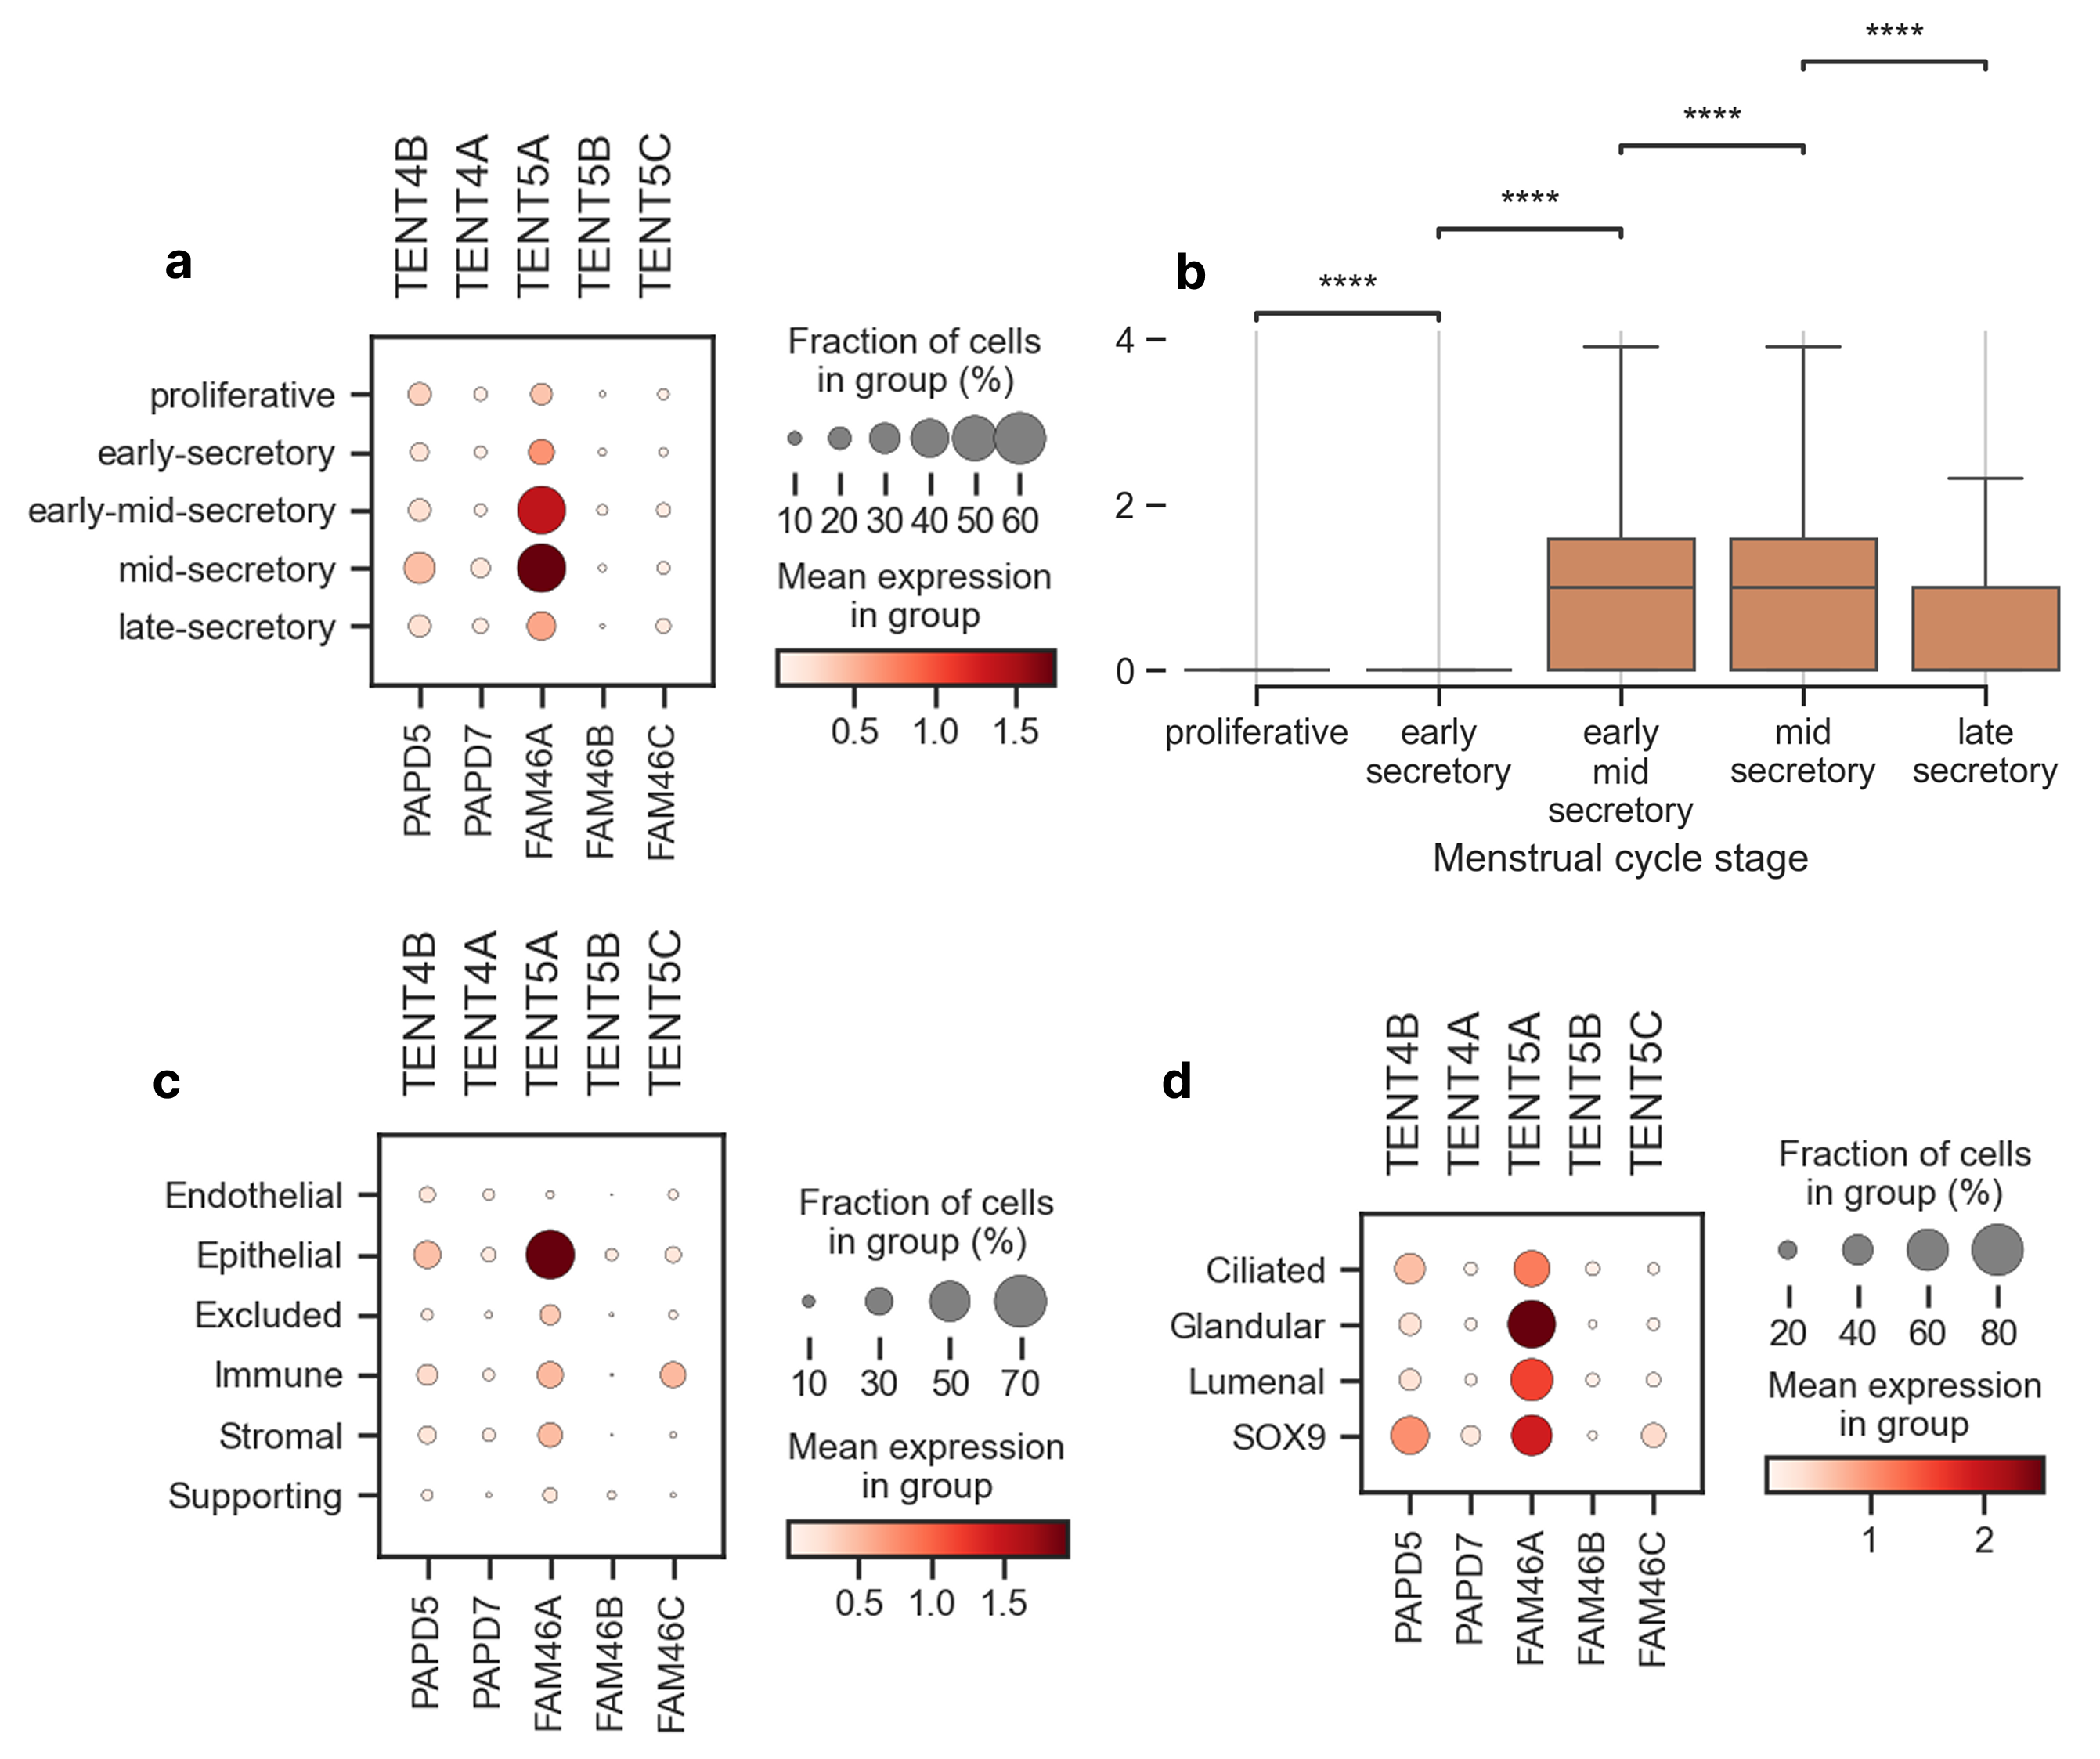 a
TENT4B TENT4A TENT5A TENT5B TENT5C
proliferative
early-secretory
early-mid-secretory
mid-secretory
late-secretory
PAPD5 PAPD7 FAM46A FAM46B FAM46C
Fraction of cells
in group (%)
10 20 30 40 50 60
Mean expression
in group
0.5 1.0 1.5
b
****
****
****
****
4
2
0
proliferative
early
secretory
early
mid
secretory
mid
secretory
late
secretory
Menstrual cycle stage
c
TENT4B TENT4A TENT5A TENT5B TENT5C
Endothelial
Epithelial
Excluded
Immune
Stromal
Supporting
PAPD5 PAPD7 FAM46A FAM46B FAM46C
Fraction of cells
in group (%)
10 30 50 70
Mean expression
in group
0.5 1.0 1.5
d
TENT4B TENT4A TENT5A TENT5B TENT5C
Ciliated
Glandular
Lumenal
SOX9
PAPD5 PAPD7 FAM46A FAM46B FAM46C
Fraction of cells
in group (%)
20 40 60 80
Mean expression
in group
1 2